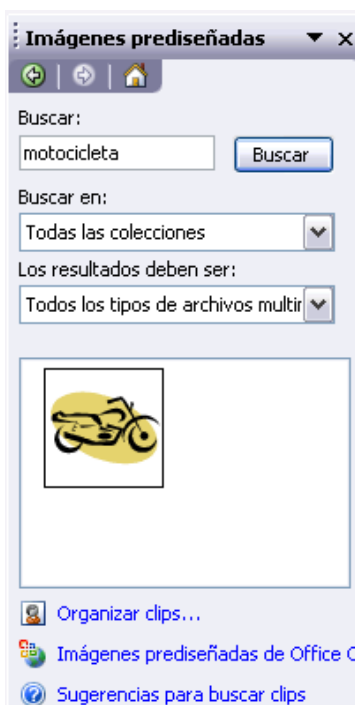 Imágenes prediseñadas
Buscar:
motocicleta
Buscar
Buscar en:
Todas las colecciones
Los resultados deben ser:
Todos los tipos de archivos
Organizar clips...
Imágenes prediseñadas de Office
Sugerencias para buscar clips